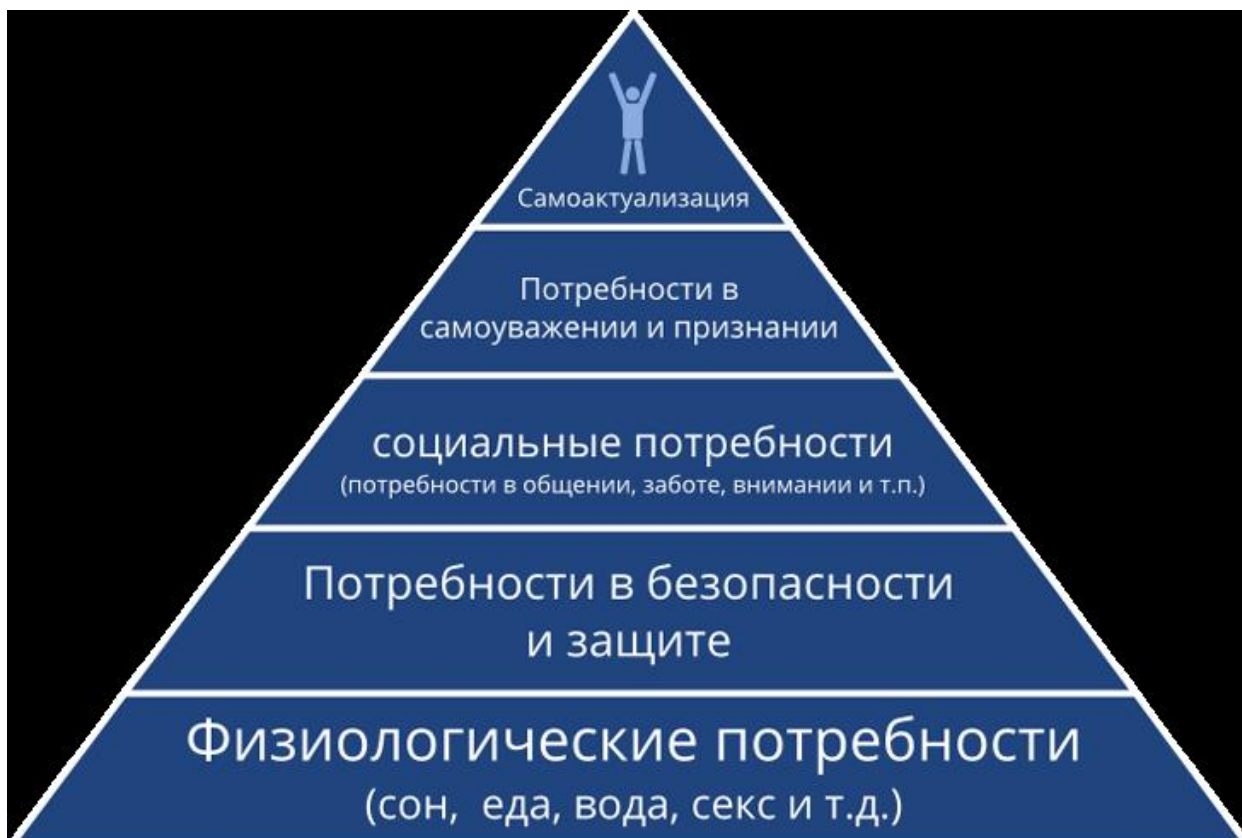 Самоактуализация
Потребности в
самоуважении и признании
социальные потребности
(потребности в общении, заботе, внимании и т.п.)
Потребности в безопасности
и защите
Физиологические потребности
(сон, еда, вода, секс и т.д.)